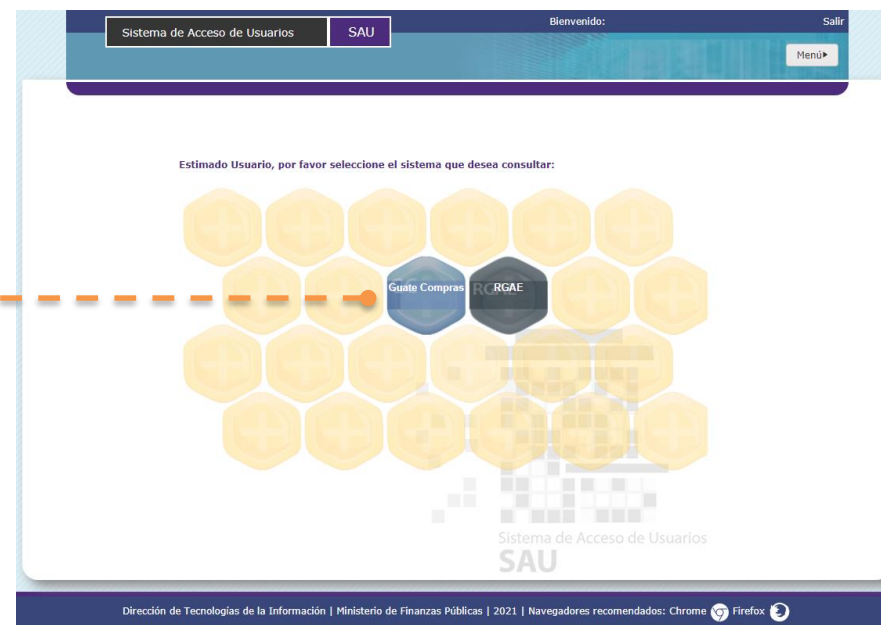 Sistema de Acceso de Usuarios SAU Bienvenido: Salir
Menú
Estimado Usuario, por favor seleccione el sistema que desea consultar:
Guate Compras RGAE RGAE
Sistema de Acceso de Usuarios
SAU
Dirección de Tecnologías de la Información | Ministerio de Finanzas Públicas | 2021 | Navegadores recomendados: Chrome Firefox